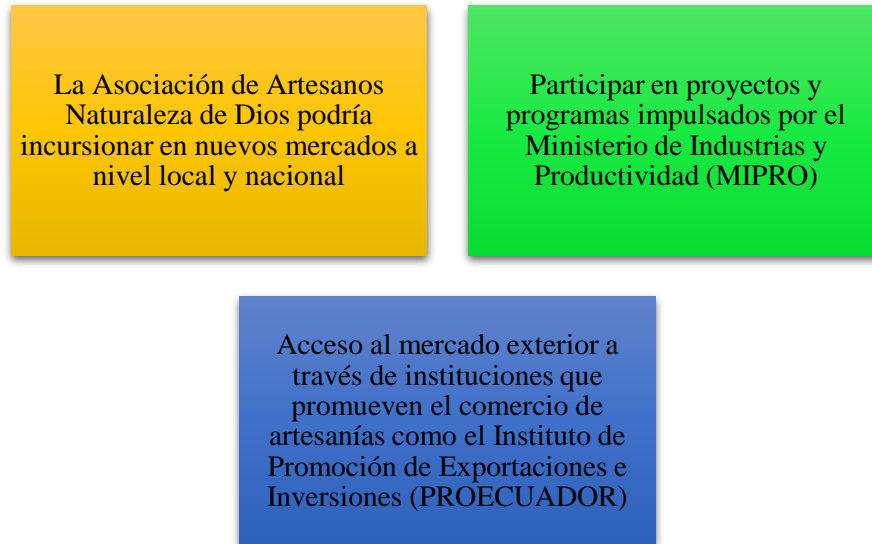 La Asociación de Artesanos
Naturaleza de Dios podría
incursionar en nuevos mercados a
nivel local y nacional
Participar en proyectos y
programas impulsados por el
Ministerio de Industrias y
Productividad (MIPRO)
Acceso al mercado exterior a
través de instituciones que
promueven el comercio de
artesanías como el Instituto de
Promoción de Exportaciones e
Inversiones (PROECUADOR)